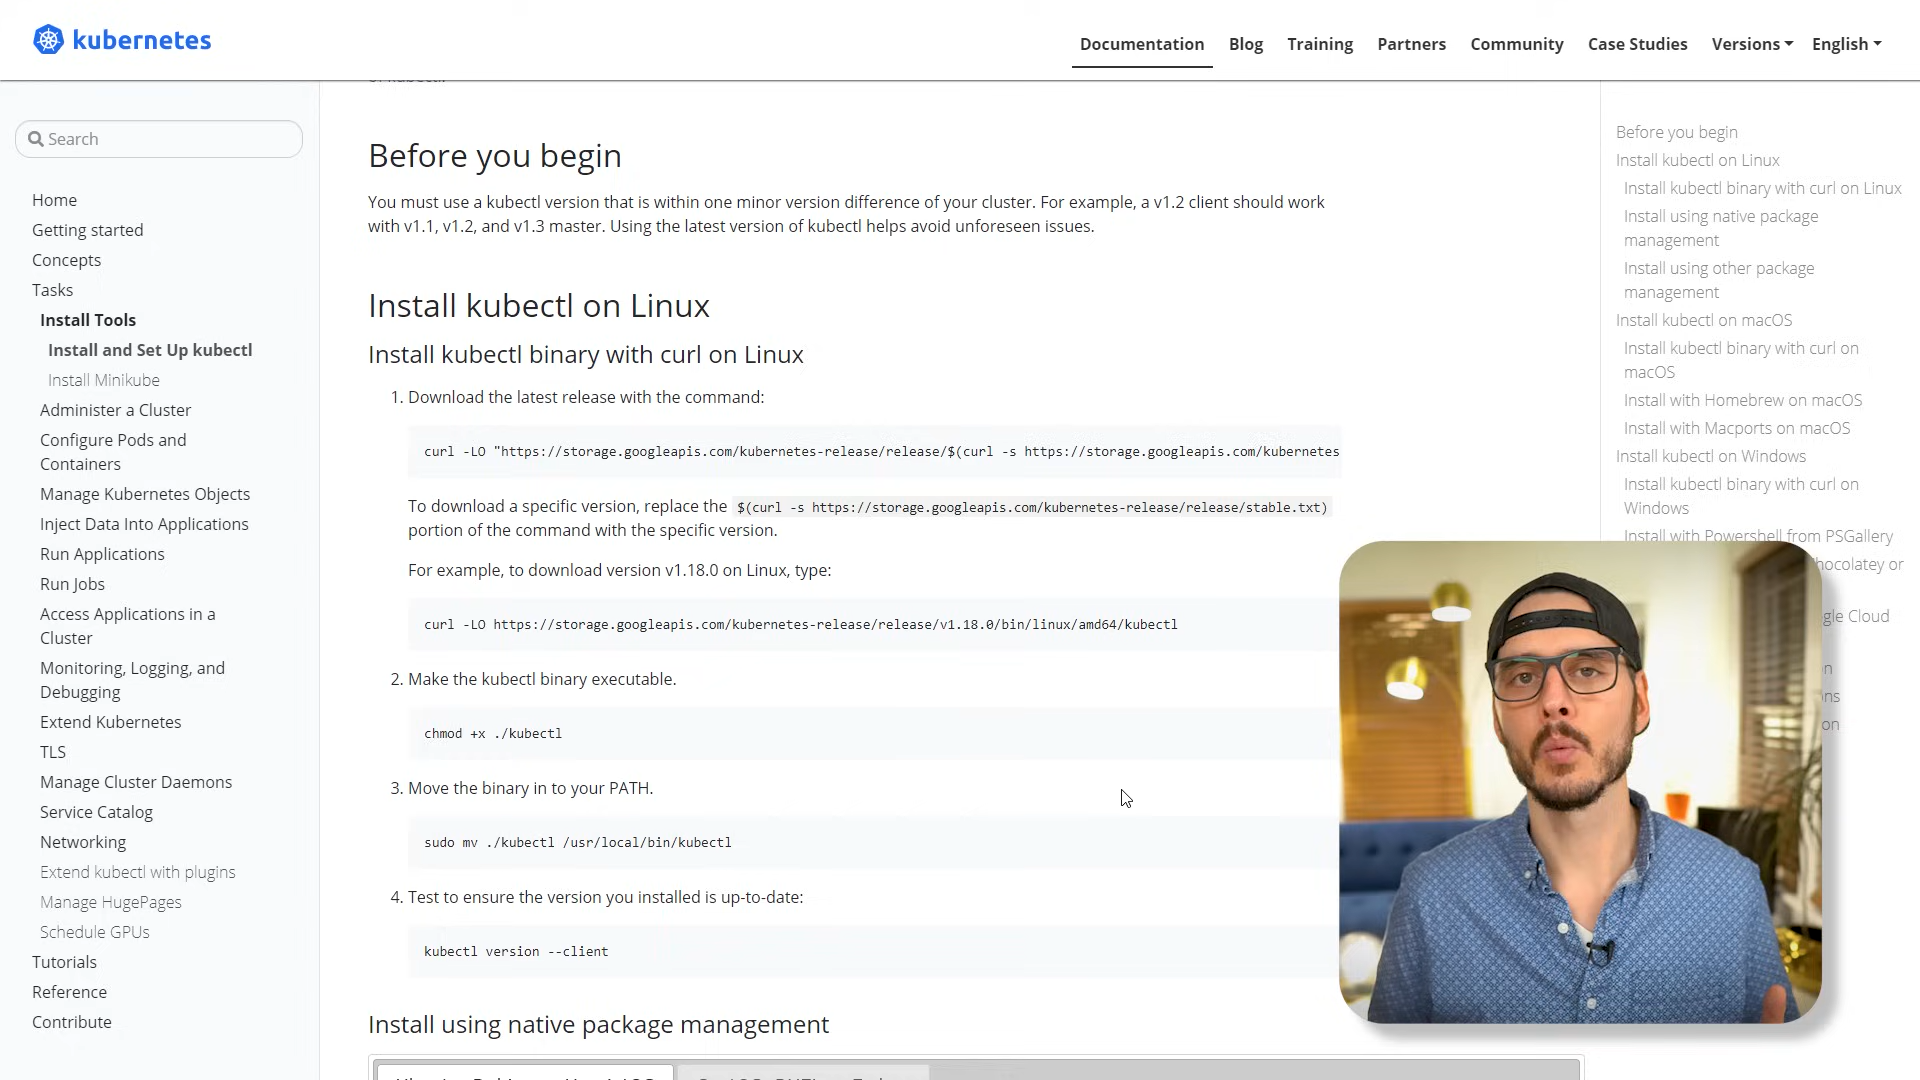 kubernetes
Documentation
Blog
Training
Partners
Community
Case Studies
Versions
English
Search
Home
Getting started
Concepts
Tasks
Install Tools
Install and Set Up kubectl
Install Minikube
Administer a Cluster
Configure Pods and
Containers
Manage Kubernetes Objects
Inject Data Into Applications
Run Applications
Run Jobs
Access Applications in a
Cluster
Monitoring, Logging, and
Debugging
Extend Kubernetes
TLS
Manage Cluster Daemons
Service Catalog
Networking
Extend kubectl with plugins
Manage HugePages
Schedule GPUs
Tutorials
Reference
Contribute
Before you begin
You must use a kubectl version that is within one minor version difference of your cluster. For example, a v1.2 client should work
with v1.1, v1.2, and v1.3 master. Using the latest version of kubectl helps avoid unforeseen issues.
Install kubectl on Linux
Install kubectl binary with curl on Linux
1. Download the latest release with the command:
curl -LO "https://storage.googleapis.com/kubernetes-release/release/$(curl -s https://storage.googleapis.com/kubernetes
To download a specific version, replace the $(curl -s https://storage.googleapis.com/kubernetes-release/release/stable.txt)
portion of the command with the specific version.
For example, to download version v1.18.0 on Linux, type:
curl -LO https://storage.googleapis.com/kubernetes-release/release/v1.18.0/bin/linux/amd64/kubectl
2. Make the kubectl binary executable.
chmod +x ./kubectl
3. Move the binary in to your PATH.
sudo mv ./kubectl /usr/local/bin/kubectl
4. Test to ensure the version you installed is up-to-date:
kubectl version --client
Install using native package management
Before you begin
Install kubectl on Linux
Install kubectl binary with curl on Linux
Install using native package
management
Install using other package
management
Install kubectl on macOS
Install kubectl binary with curl on
macOS
Install with Homebrew on macOS
Install with Macports on macOS
Install kubectl on Windows
Install kubectl binary with curl on
Windows
Install with Powershell from PSGallery
hocolatey or
gle Cloud